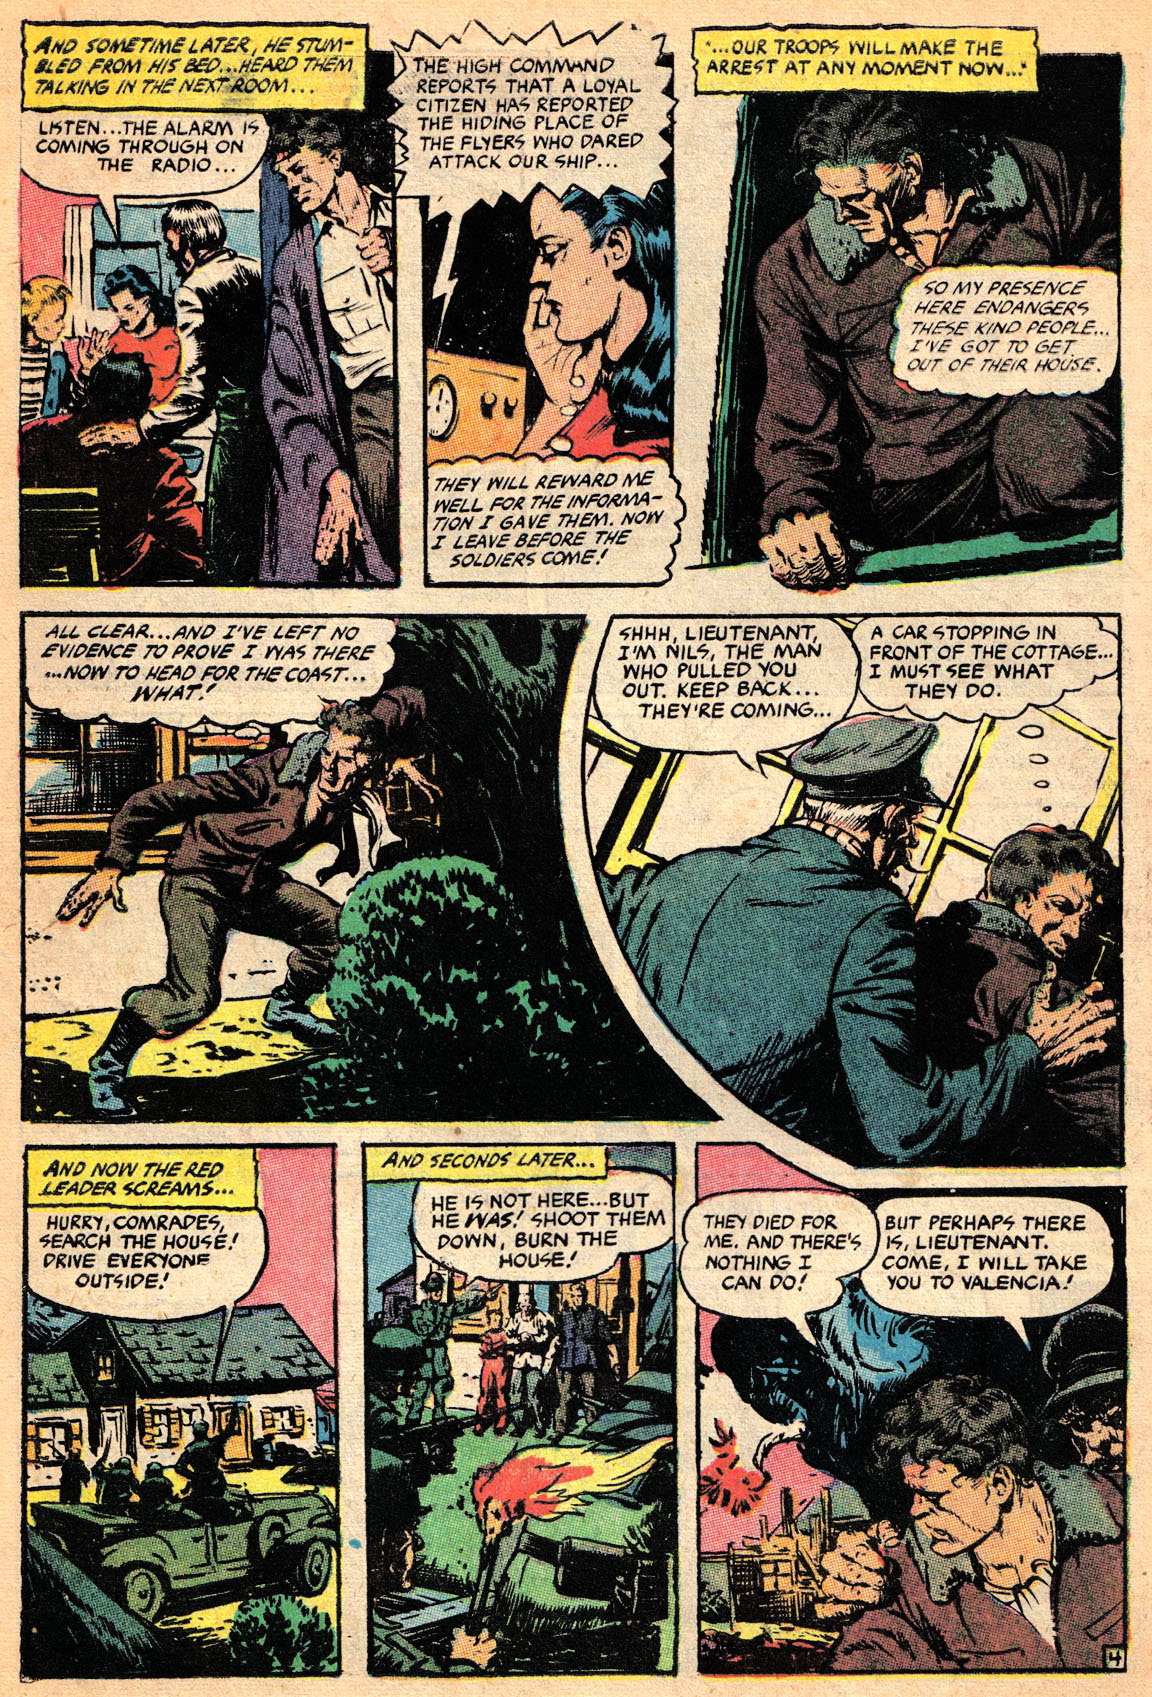 AND SOMETIME LATER, HE STUM-
BLED FROM HIS BED...HEARD THEM
TALKING IN THE NEXT ROOM...
LISTEN...THE ALARM IS
COMING THROUGH ON
THE RADIO...
THE HIGH COMMAND
REPORTS THAT A LOYAL
CITIZEN HAS REPORTED
THE HIDING PLACE OF
THE FLYERS WHO DARED
ATTACK OUR SHIP...
THEY WILL REWARD ME
WELL FOR THE INFORMA-
TION I GAVE THEM. NOW
I LEAVE BEFORE THE
SOLDIERS COME!
"...OUR TROOPS WILL MAKE THE
ARREST AT ANY MOMENT NOW..."
SO MY PRESENCE
HERE ENDANGERS
THESE KIND PEOPLE...
I'VE GOT TO GET
OUT OF THEIR HOUSE.
ALL CLEAR...AND I'VE LEFT NO
EVIDENCE TO PROVE I WAS THERE
...NOW TO HEAD FOR THE COAST...
WHAT!
SHHH, LIEUTENANT,
I'M NILS, THE MAN
WHO PULLED YOU
OUT. KEEP BACK...
THEY'RE COMING...
A CAR STOPPING IN
FRONT OF THE COTTAGE...
I MUST SEE WHAT
THEY DO.
AND NOW THE RED
LEADER SCREAMS...
HURRY, COMRADES,
SEARCH THE HOUSE!
DRIVE EVERYONE
OUTSIDE!
AND SECONDS LATER...
HE IS NOT HERE...BUT
HE WAS! SHOOT THEM
DOWN, BURN THE
HOUSE!
THEY DIED FOR
ME. AND THERE'S
NOTHING I
CAN DO!
BUT PERHAPS THERE
IS, LIEUTENANT.
COME, I WILL TAKE
YOU TO VALENCIA!
4